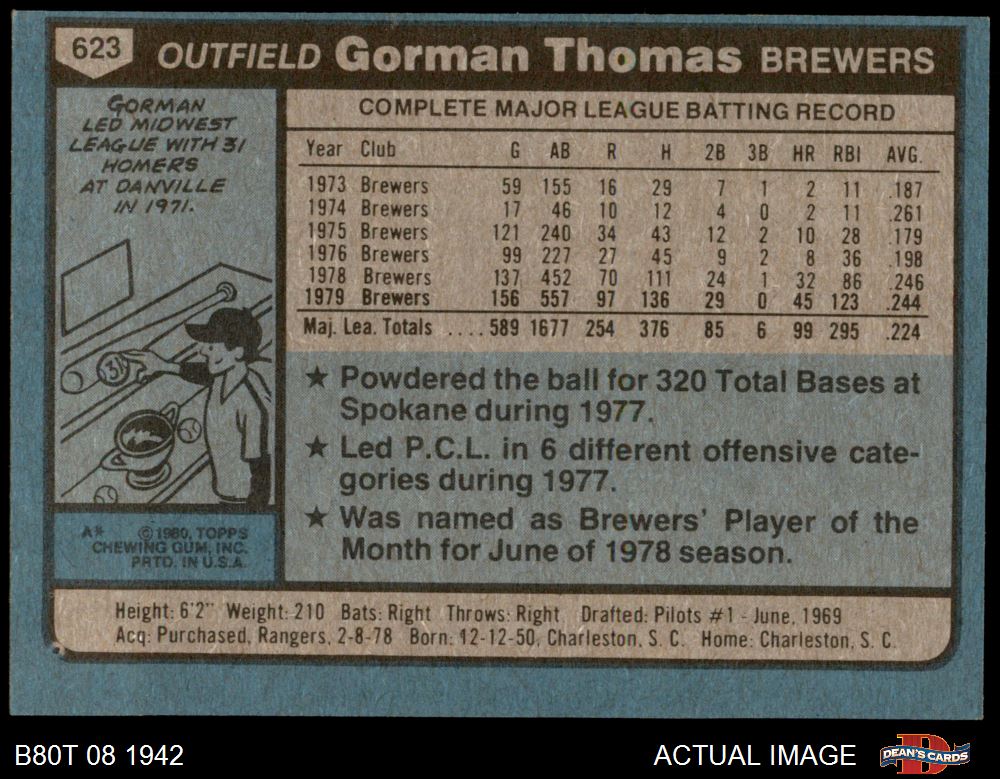 623 OUTFIELD Gorman Thomas BREWERS
GORMAN
LED MIDWEST
LEAGUE WITH 31
HOMERS
AT DANVILLE
IN 1971.
31
A* ©1980, TOPPS
CHEWING GUM, INC.
PRTD. IN U.S.A.
COMPLETE MAJOR LEAGUE BATTING RECORD
Year Club G AB R H 2B 3B HR RBI AVG.
1973 Brewers 59 155 16 29 7 1 2 11 .187
1974 Brewers 17 46 10 12 4 0 2 11 .261
1975 Brewers 121 240 34 43 12 2 10 28 .179
1976 Brewers 99 227 27 45 9 2 8 36 .198
1978 Brewers 137 452 70 111 24 1 32 86 .246
1979 Brewers 156 557 97 136 29 0 45 123 .244
Maj. Lea. Totals ....589 1677 254 376 85 6 99 295 .224
★ Powdered the ball for 320 Total Bases at
Spokane during 1977.
★ Led P.C.L. in 6 different offensive cate-
gories during 1977.
★ Was named as Brewers' Player of the
Month for June of 1978 season.
Height: 6'2" Weight: 210 Bats: Right Throws: Right Drafted: Pilots #1 - June, 1969
Acq: Purchased, Rangers, 2-8-78 Born: 12-12-50, Charleston, S. C. Home: Charleston, S. C.
B80T 08 1942 ACTUAL IMAGE DEAN'S CARDS